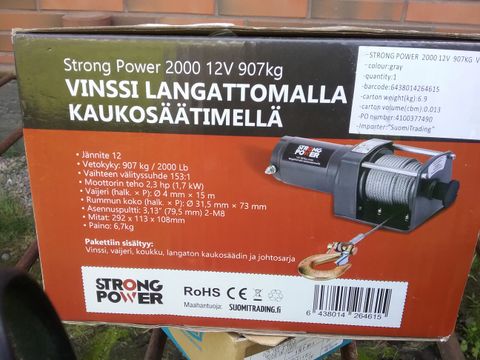 Strong Power 2000 12V 907kg
VINSSI LANGATTOMALLA
KAUKOSÄÄTIMELLÄ
• Jännite 12
• Vetokyky: 907 kg / 2000 Lb
• Vaihteen välityssuhde 153:1
• Moottorin teho 2,3 hp (1,7 kW)
• Vaijeri (halk. × P): Ø 4 mm × 15 m
• Rummun koko (halk. × P): Ø 31,5 mm × 73 mm
• Asennuspultti: 3,13" (79,5 mm) 2-M8
• Mitat: 292 x 113 x 108mm
• Paino: 6,7kg
Pakettiin sisältyy:
Vinssi, vaijeri, koukku, langaton kaukosäädin ja johtosarja
STRONG
POWER
RoHS CE
Maahantuoja: SUOMITRADING.fi
-STRONG POWER 2000 12V 907KG V
-colour:gray
-quantity:1
-barcode:6438014264615
-carton weight(kg):6.9
-carton volume(cbm):0.013
-PO number:4100377490
-Importer:"SuomiTrading"
STRONG
POWER
6 438014 264615